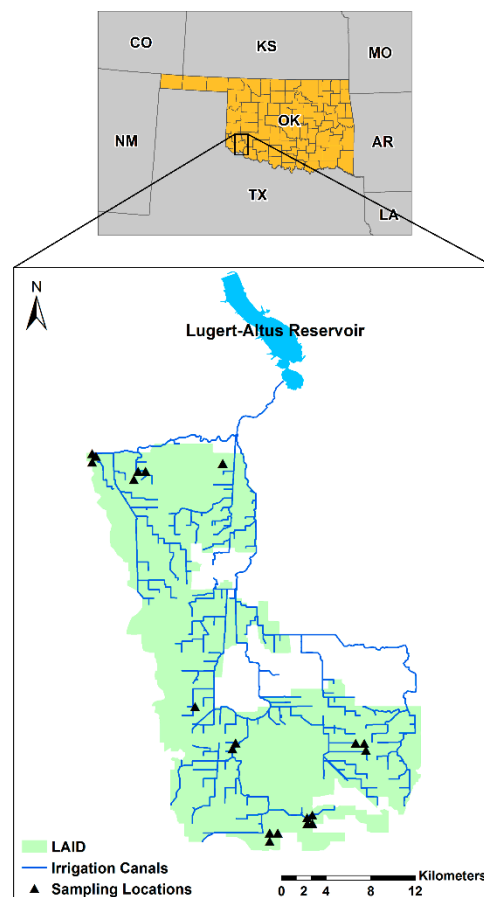 CO
KS
MO
NM
OK
AR
TX
LA
N
Lugert-Altus Reservoir
LAID
Irrigation Canals
Sampling Locations
Kilometers
0 2 4 8 12